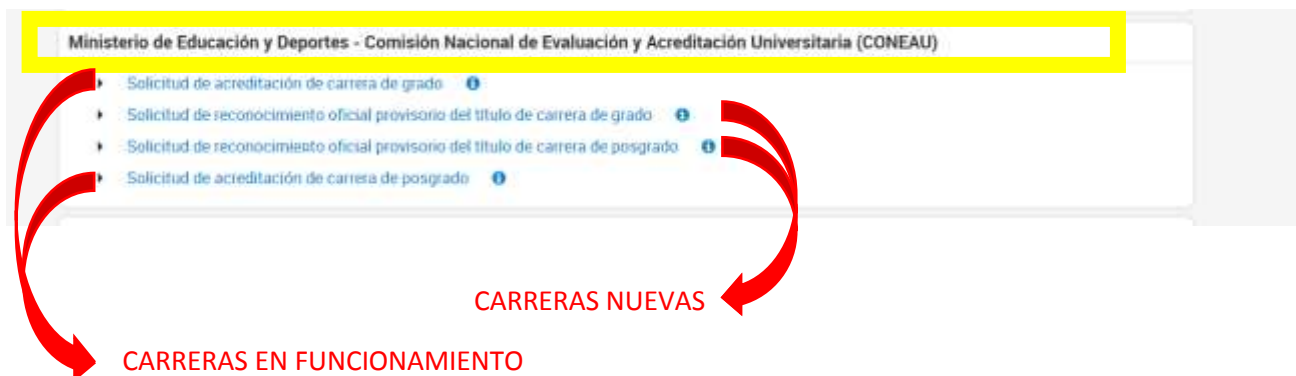 Ministerio de Educación y Deportes - Comisión Nacional de Evaluación y Acreditación Universitaria (CONEAU)
Solicitud de acreditación de carrera de grado
Solicitud de reconocimiento oficial provisorio del título de carrera de grado
Solicitud de reconocimiento oficial provisorio del título de carrera de posgrado
Solicitud de acreditación de carrera de posgrado
CARRERAS NUEVAS
CARRERAS EN FUNCIONAMIENTO